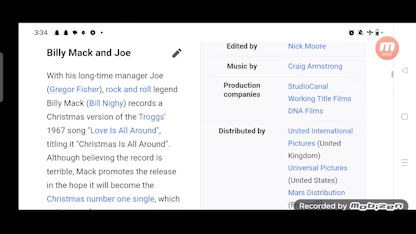 3:34
Billy Mack and Joe
With his long-time manager Joe
(Gregor Fisher), rock and roll legend
Billy Mack (Bill Nighy) records a
Christmas version of the Troggs'
1967 song "Love Is All Around",
titling it "Christmas Is All Around".
Although believing the record is
terrible, Mack promotes the release
in the hope it will become the
Christmas number one single, which
Edited by Nick Moore
Music by Craig Armstrong
Production StudioCanal
companies Working Title Films
DNA Films
Distributed by United International
Pictures (United
Kingdom)
Universal Pictures
(United States)
Mars Distribution
Recorded by MOBIZEN